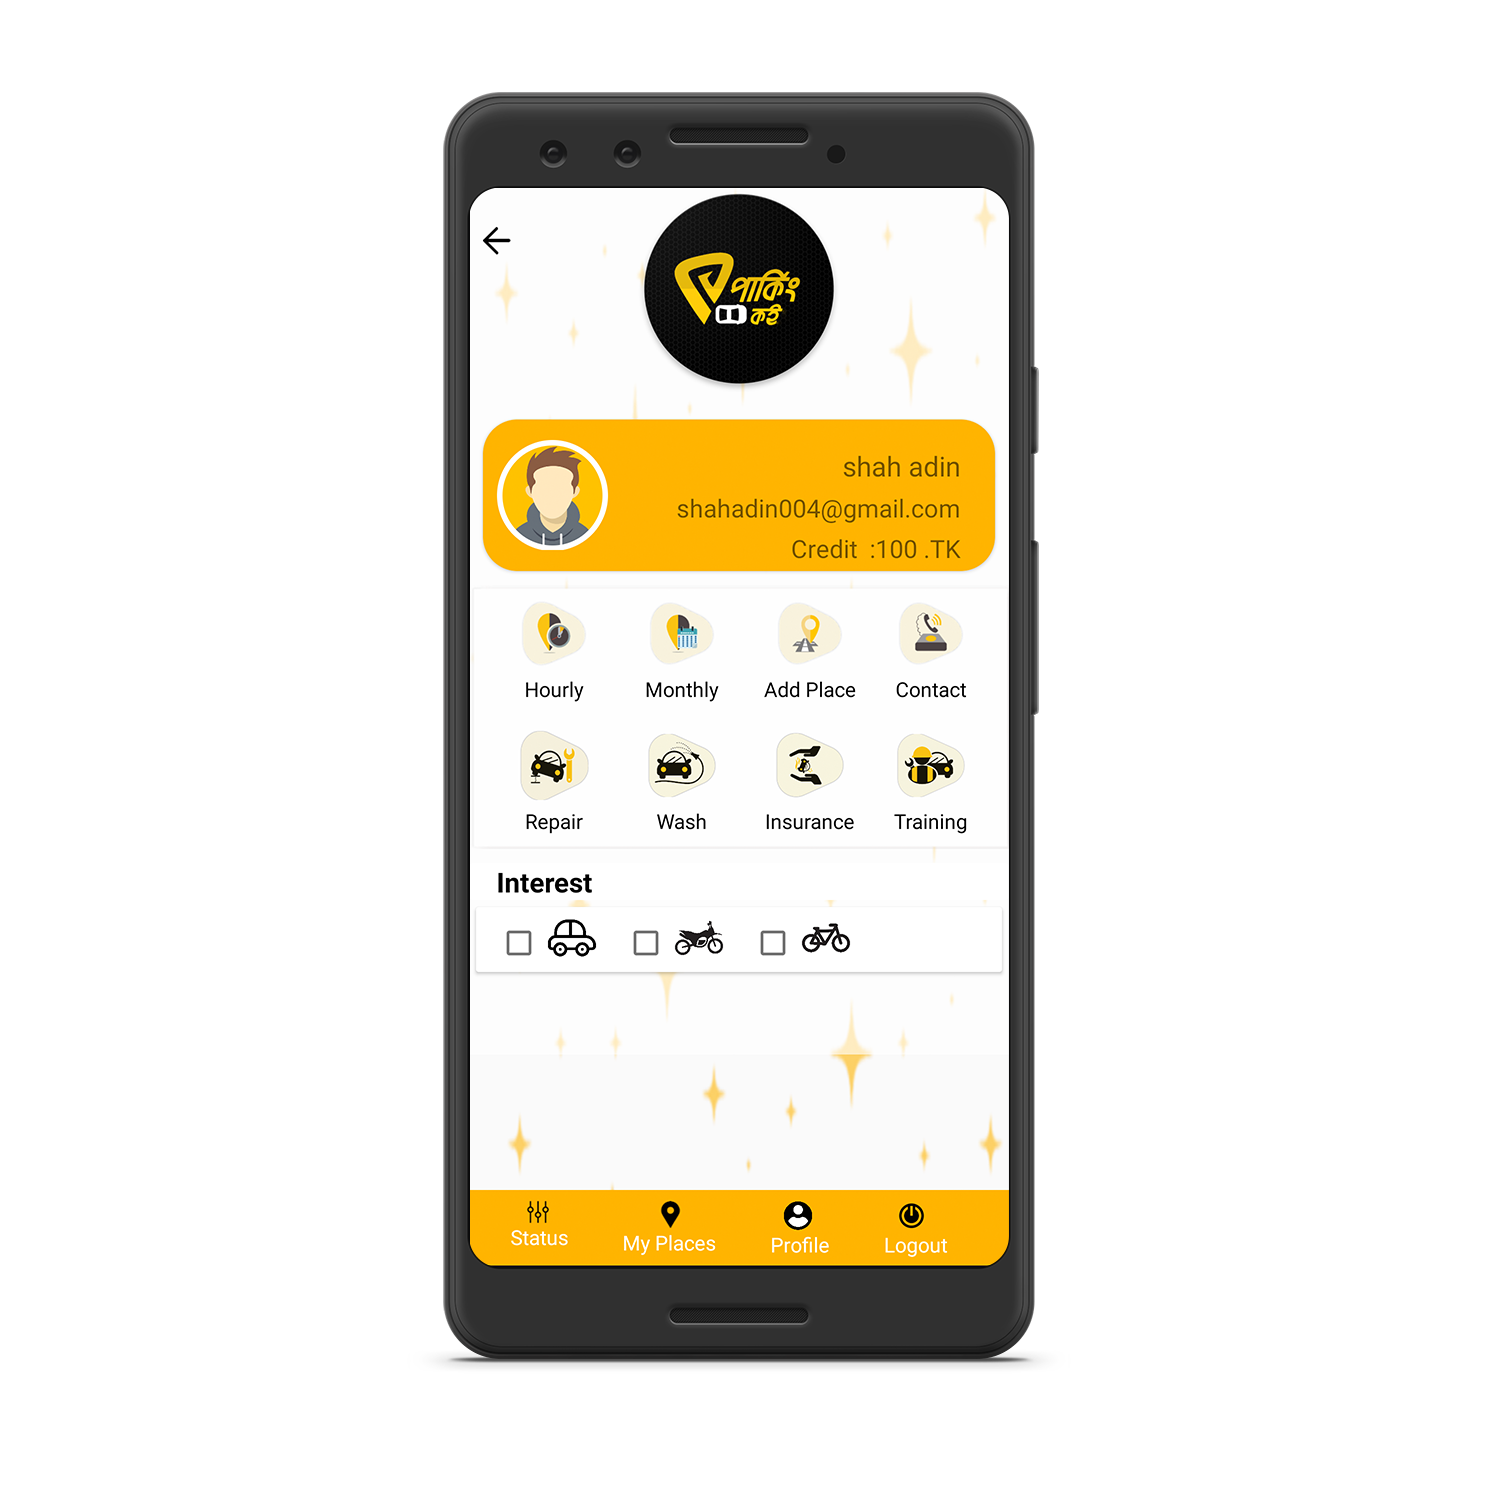 পার্কিং
কই
shah adin
shahadin004@gmail.com
Credit :100 .TK
Hourly Monthly Add Place Contact
Repair Wash Insurance Training
Interest
Status My Places Profile Logout